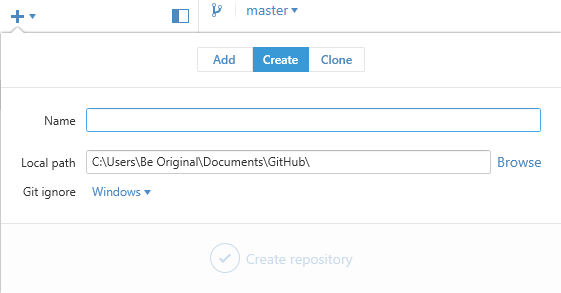 master
Add Create Clone
Name
Local path C:\Users\Be Original\Documents\GitHub\ Browse
Git ignore Windows
Create repository